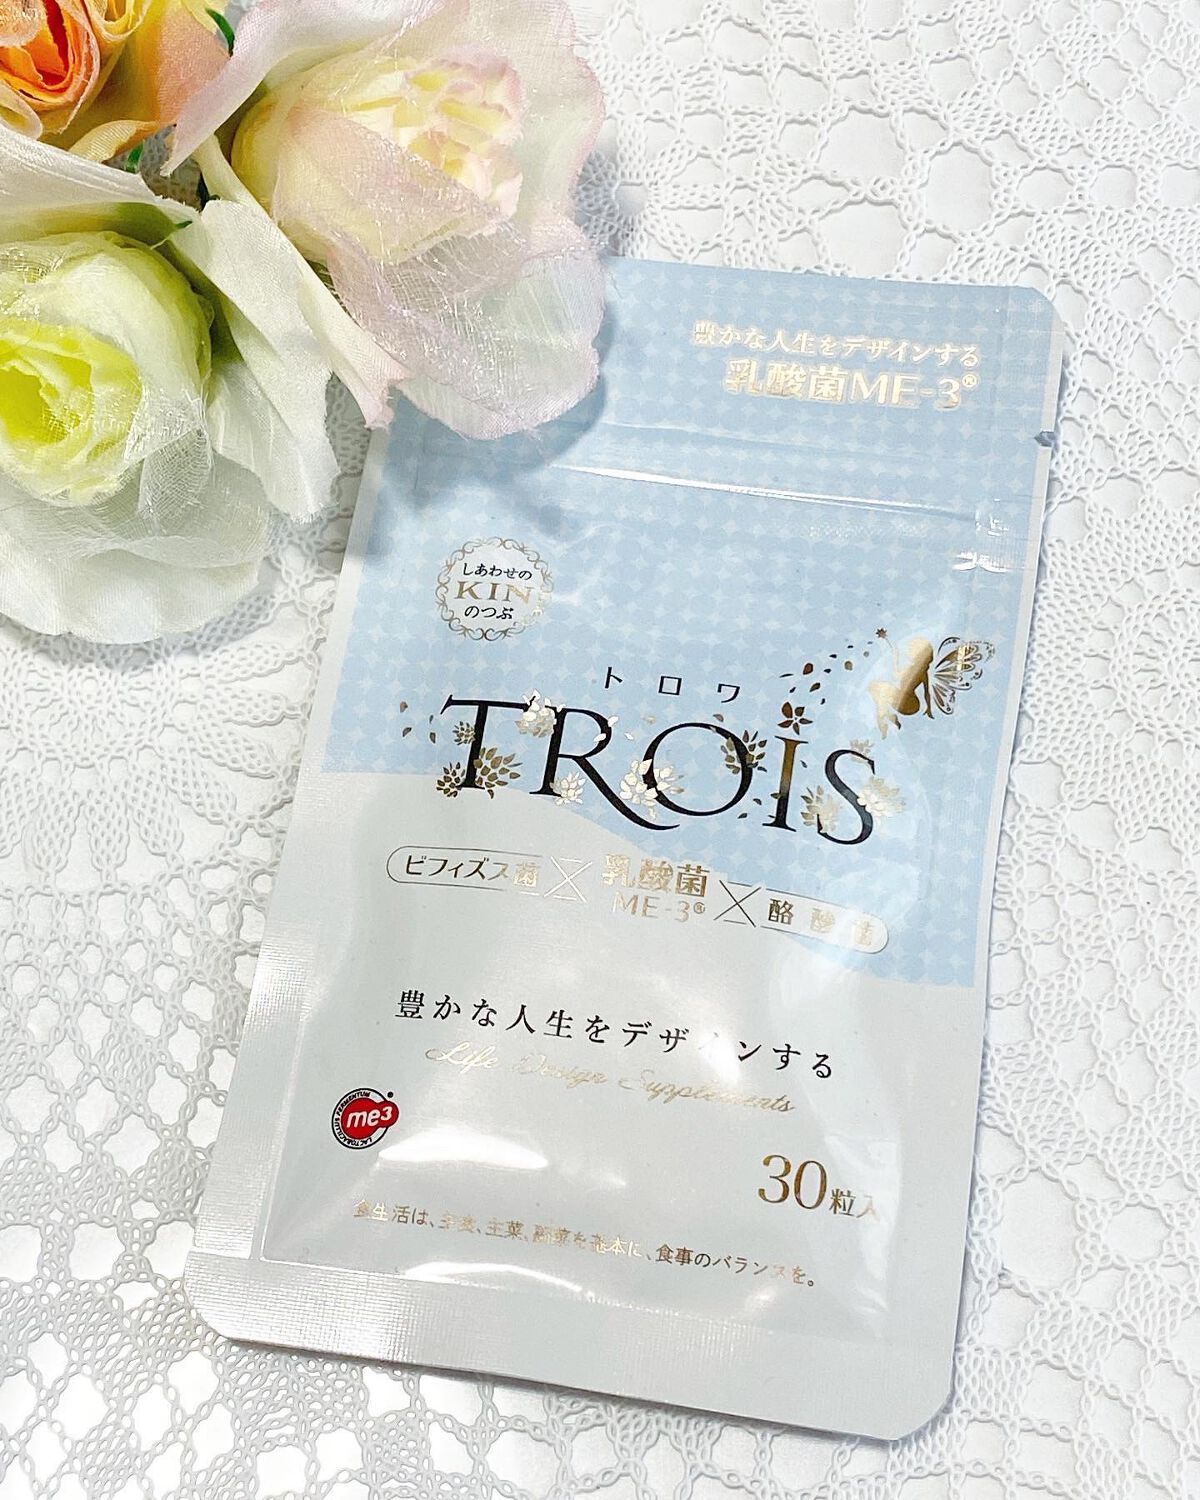 豊かな人生をデザインする
乳酸菌ME-3®
しあわせの
KIN
のつぶ
トロワ
TROIS
ビフィズス菌×乳酸菌ME-3®×酪酸菌
豊かな人生をデザインする
Life Design Supplements
me3
LACTOBACILLUS FERMENTUM
30粒入
食生活は、主食、主菜、副菜を基本に、食事のバランスを。